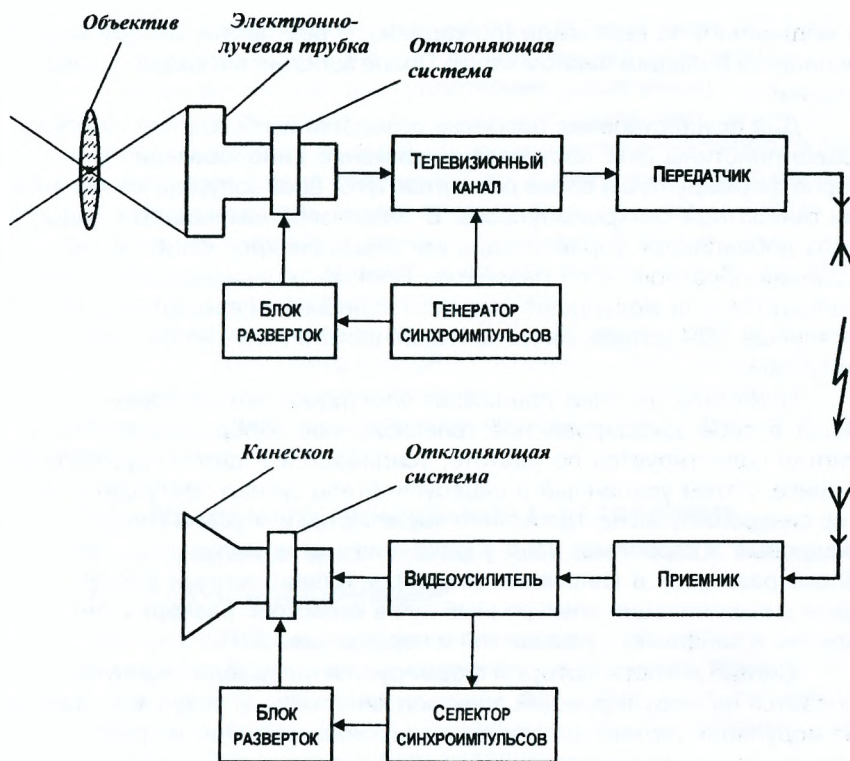 Объектив
Электронно-
лучевая трубка
Отклоняющая
система
ТЕЛЕВИЗИОННЫЙ
КАНАЛ
ПЕРЕДАТЧИК
БЛОК
РАЗВЕРТОК
ГЕНЕРАТОР
СИНХРОИМПУЛЬСОВ
Кинескоп
Отклоняющая
система
ВИДЕОУСИЛИТЕЛЬ
ПРИЕМНИК
БЛОК
РАЗВЕРТОК
СЕЛЕКТОР
СИНХРОИМПУЛЬСОВ